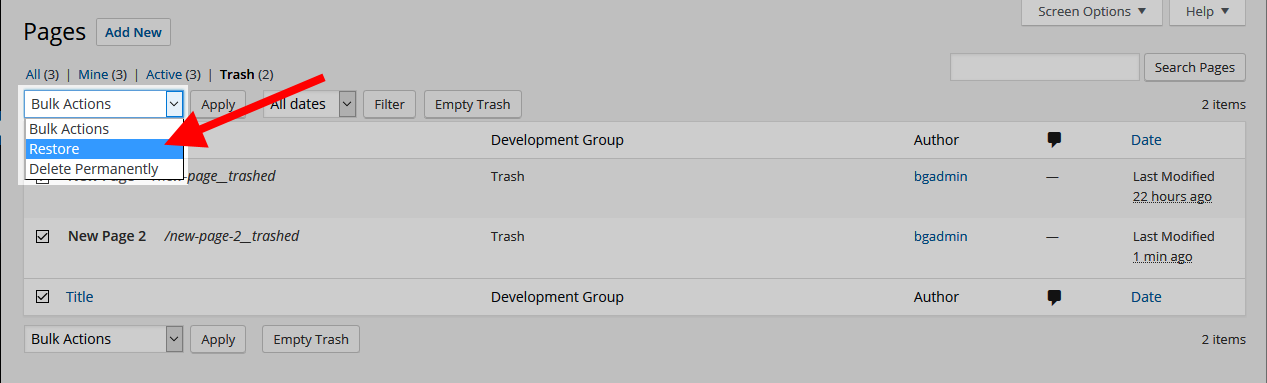 Screen Options ▼ Help ▼
Pages Add New
All (3) | Mine (3) | Active (3) | Trash (2)
Search Pages
Bulk Actions Apply All dates Filter Empty Trash 2 items
Bulk Actions
Restore
Delete Permanently
Development Group Author Date
new-page__trashed Trash bgadmin — Last Modified
22 hours ago
New Page 2 /new-page-2__trashed Trash bgadmin — Last Modified
1 min ago
Title Development Group Author Date
Bulk Actions Apply Empty Trash 2 items